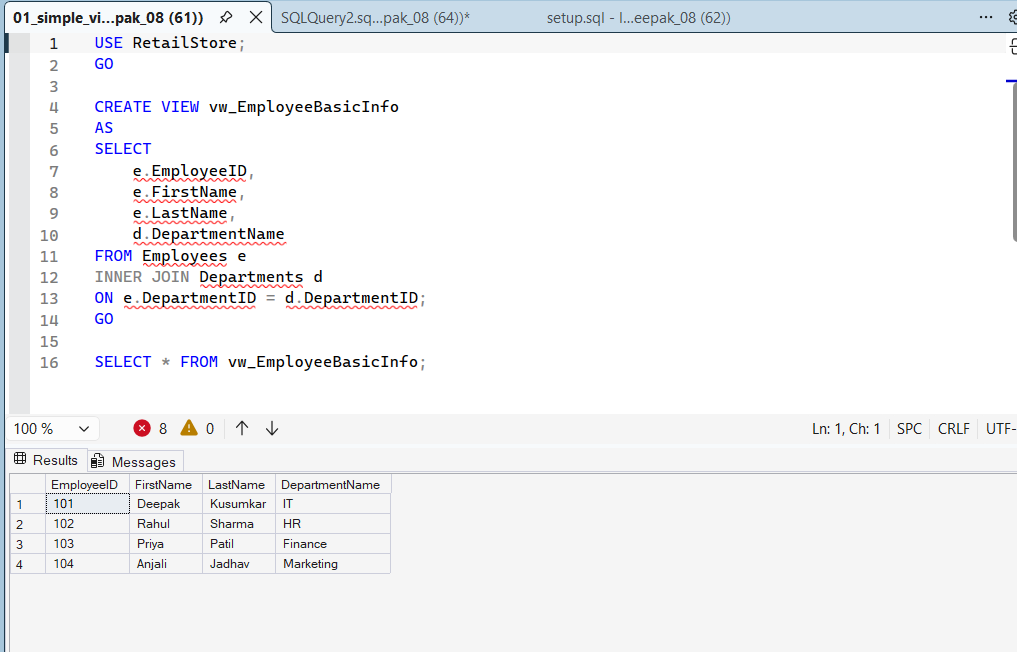 01_simple_vi...pak_08 (61))
SQLQuery2.sq...pak_08 (64))*
setup.sql - l...eepak_08 (62))
1 USE RetailStore;
2 GO
3
4 CREATE VIEW vw_EmployeeBasicInfo
5 AS
6 SELECT
7 e.EmployeeID,
8 e.FirstName,
9 e.LastName,
10 d.DepartmentName
11 FROM Employees e
12 INNER JOIN Departments d
13 ON e.DepartmentID = d.DepartmentID;
14 GO
15
16 SELECT * FROM vw_EmployeeBasicInfo;
100 % 8 0 Ln: 1, Ch: 1 SPC CRLF UTF-
Results Messages
EmployeeID FirstName LastName DepartmentName
1 101 Deepak Kusumkar IT
2 102 Rahul Sharma HR
3 103 Priya Patil Finance
4 104 Anjali Jadhav Marketing